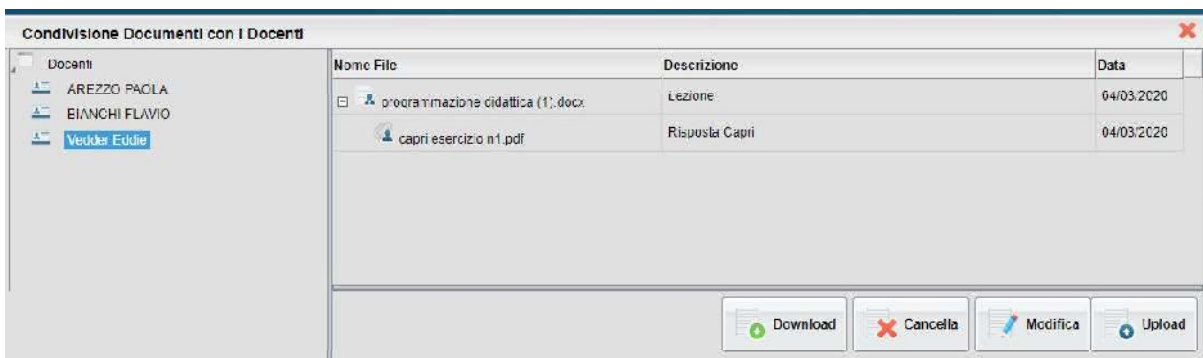 Condivisione Documenti con i Docenti
Docenti
AREZZO PAOLA
BIANCHI FLAVIO
Vedder Eddie
Nome File Descrizione Data
programmazione didattica (1).docx Lezione 04/03/2020
capri esercizio n1.pdf Risposta Capri 04/03/2020
Download Cancella Modifica Upload